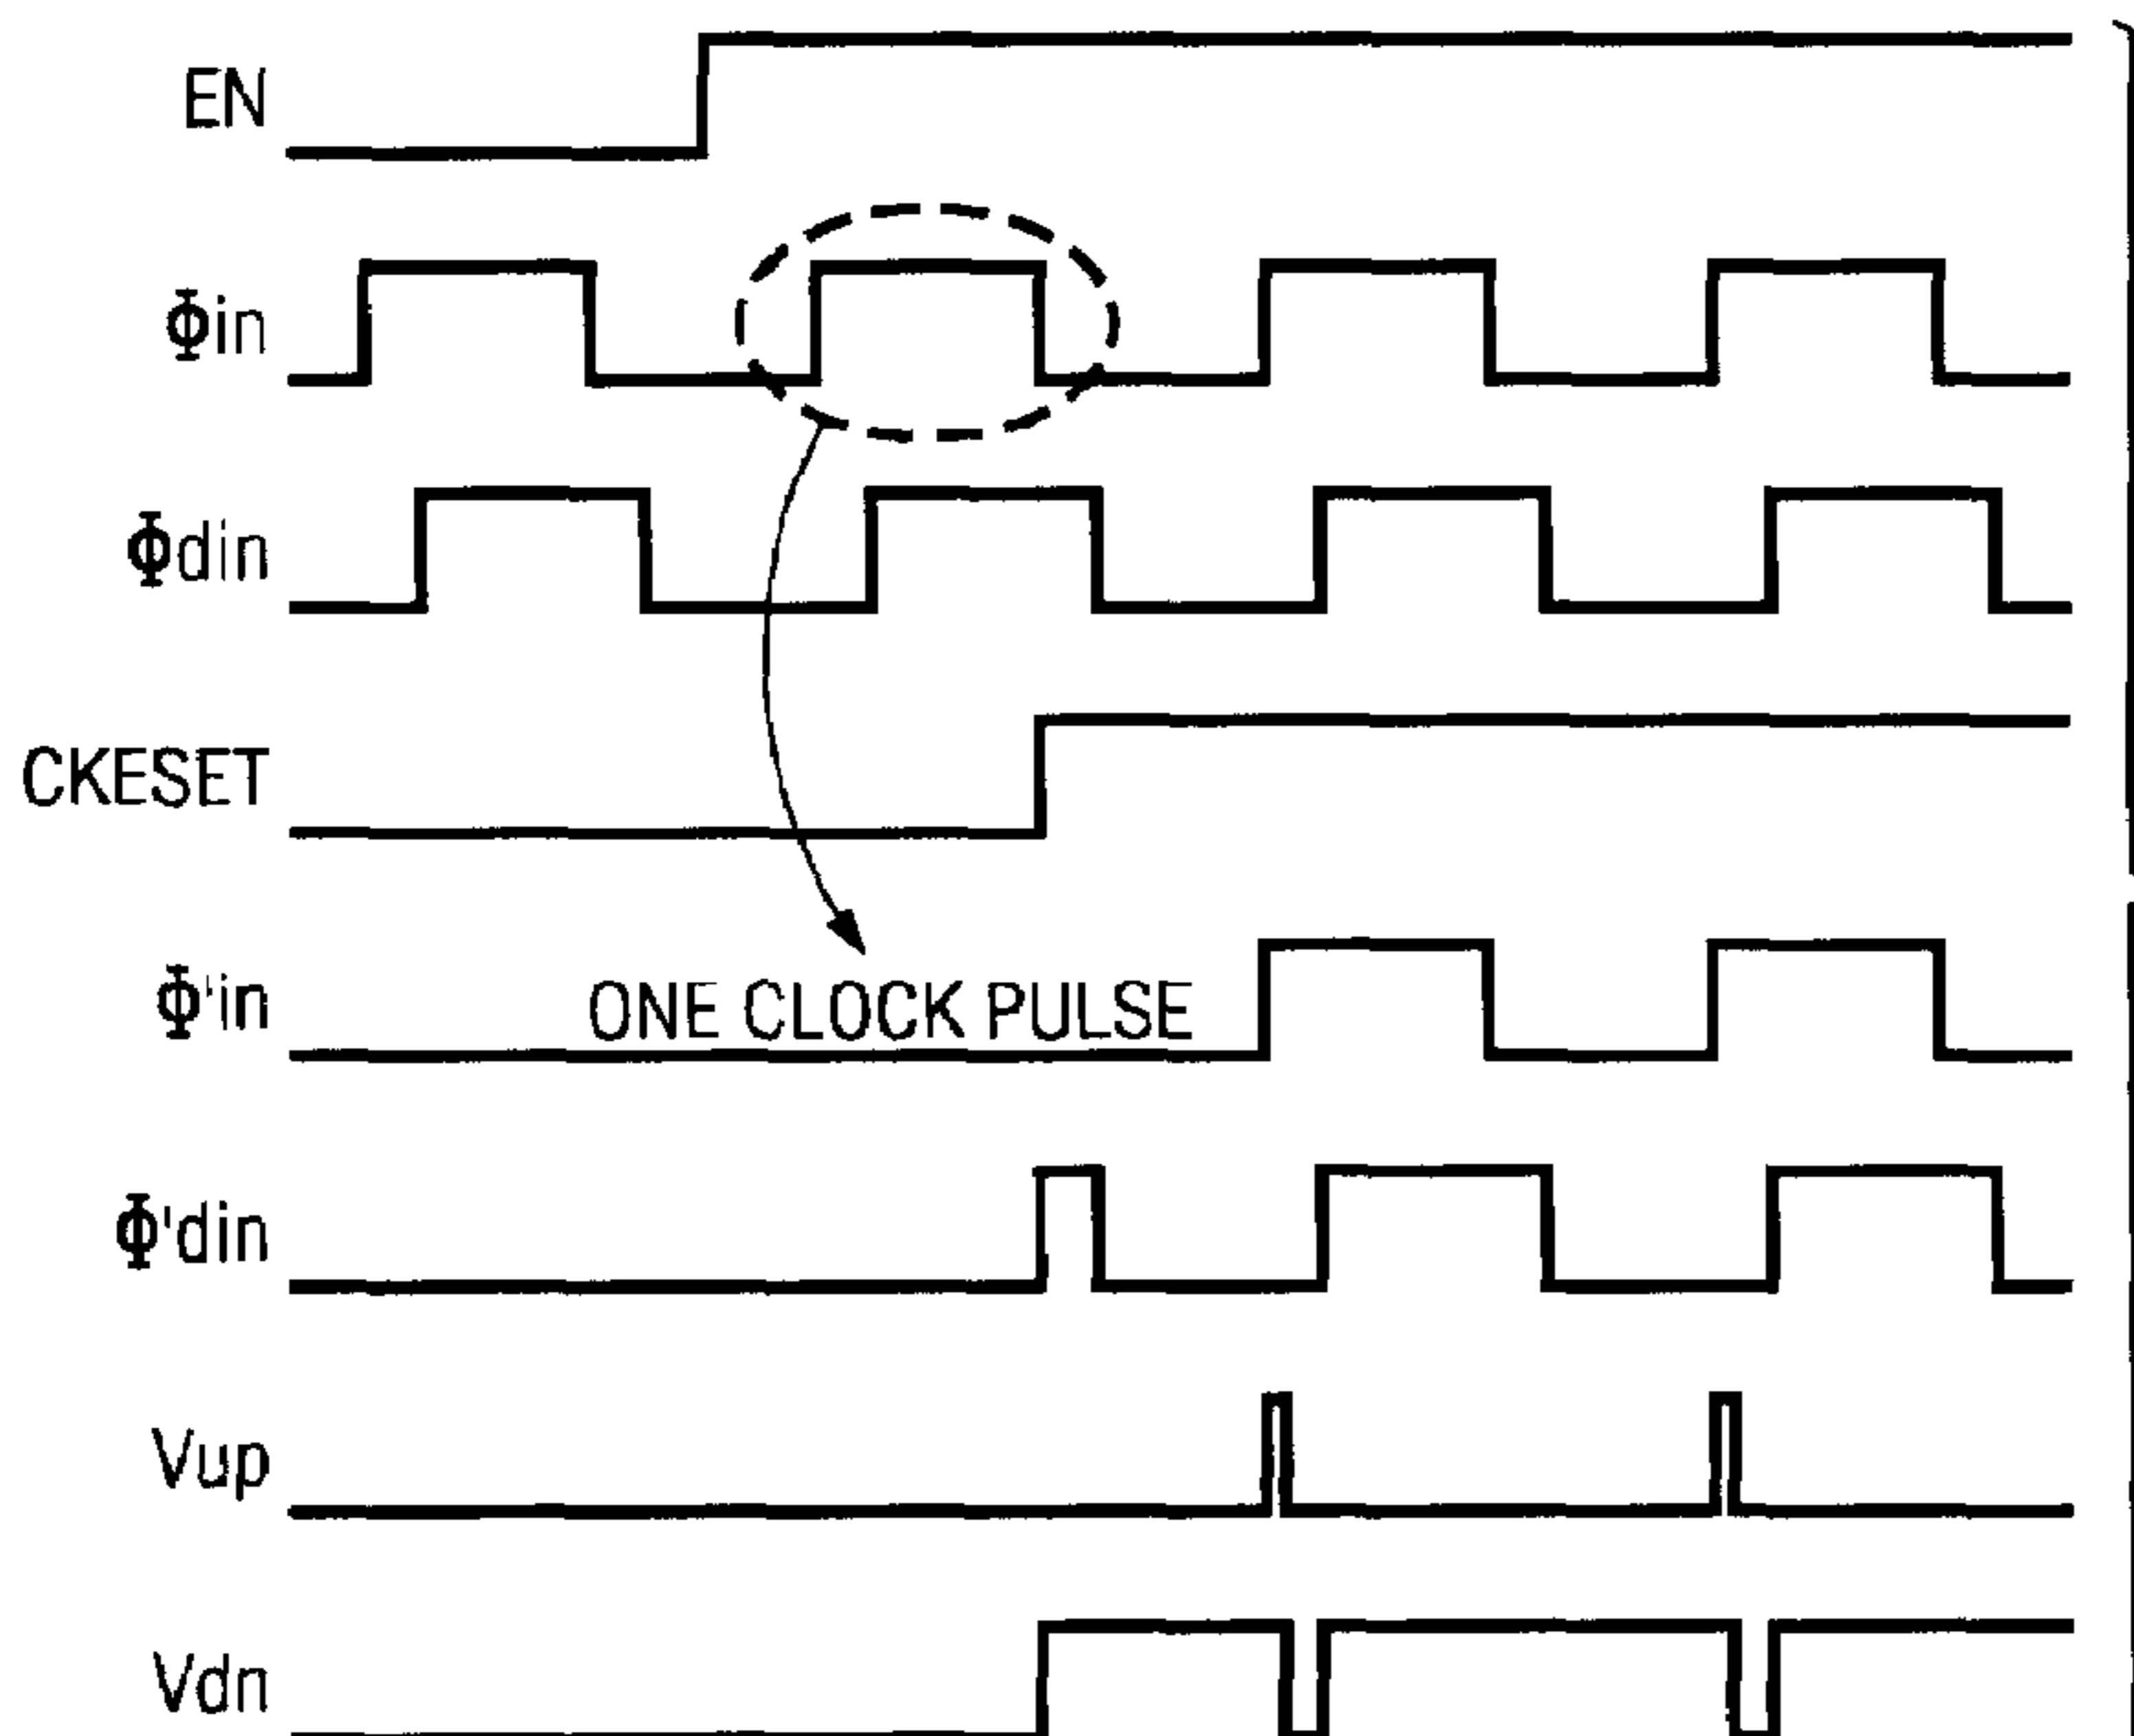 EN
Φin
Φdin
CKESET
Φ'in
ONE CLOCK PULSE
Φ'din
Vup
Vdn